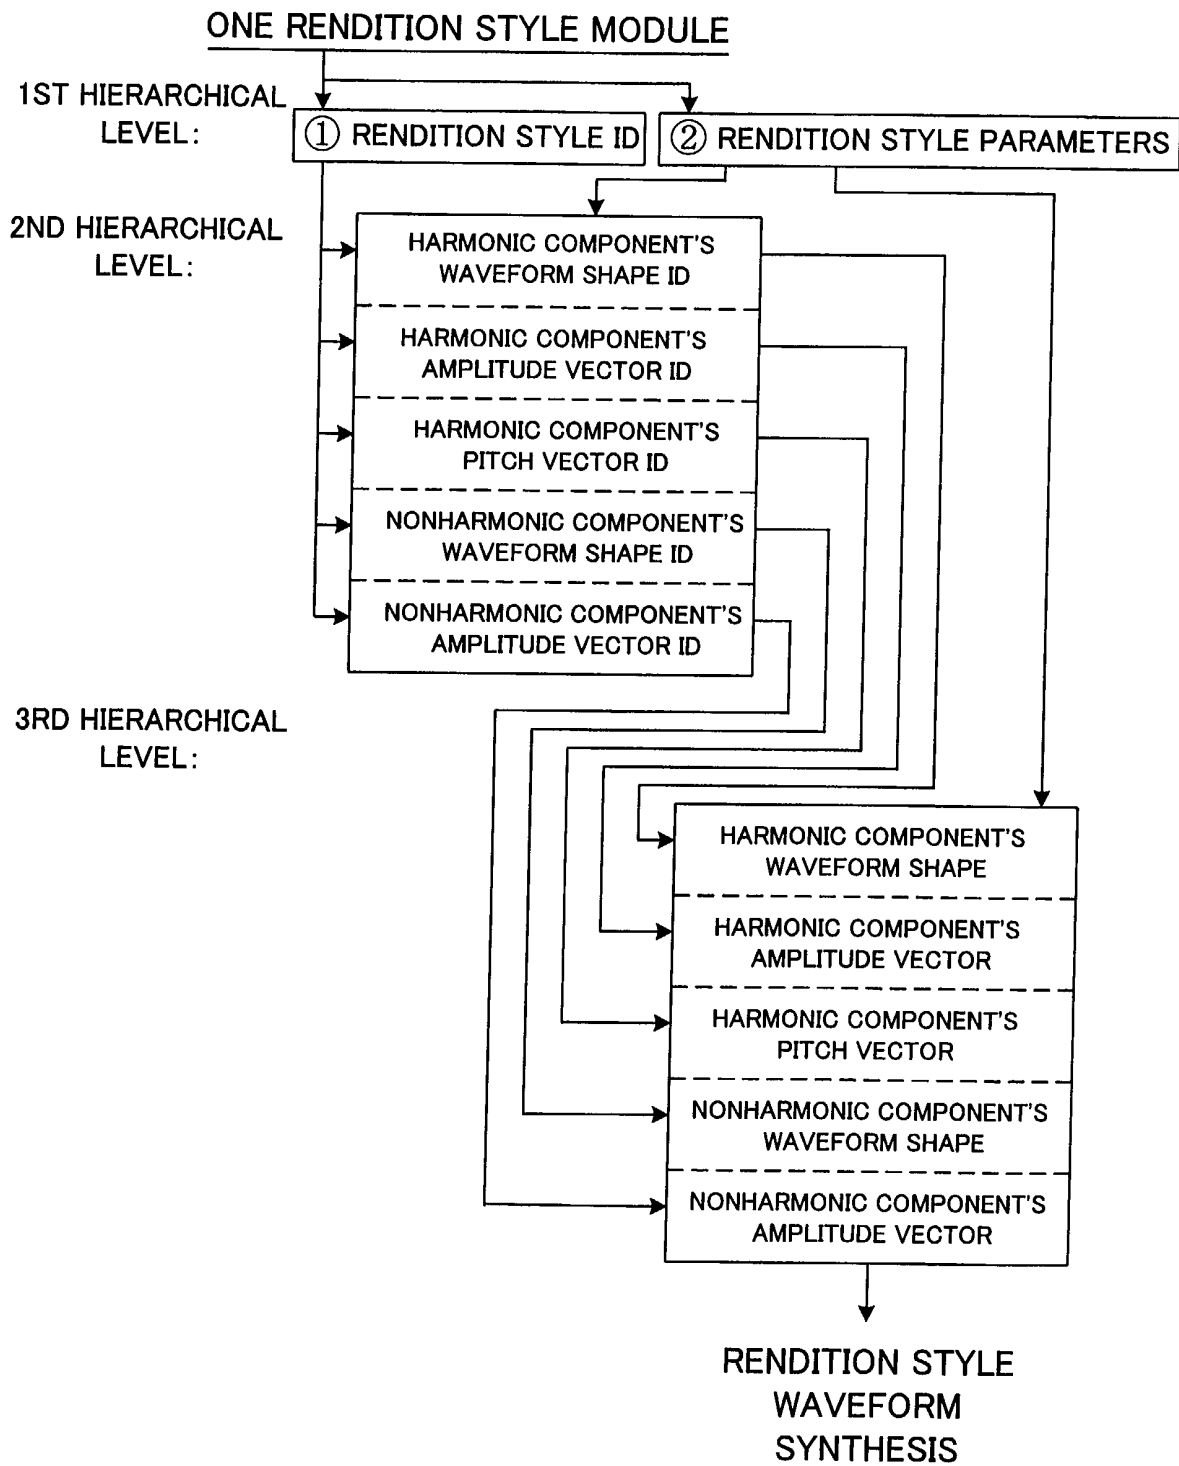 ONE RENDITION STYLE MODULE
1ST HIERARCHICAL
LEVEL:
① RENDITION STYLE ID
② RENDITION STYLE PARAMETERS
2ND HIERARCHICAL
LEVEL:
HARMONIC COMPONENT'S
WAVEFORM SHAPE ID
HARMONIC COMPONENT'S
AMPLITUDE VECTOR ID
HARMONIC COMPONENT'S
PITCH VECTOR ID
NONHARMONIC COMPONENT'S
WAVEFORM SHAPE ID
NONHARMONIC COMPONENT'S
AMPLITUDE VECTOR ID
3RD HIERARCHICAL
LEVEL:
HARMONIC COMPONENT'S
WAVEFORM SHAPE
HARMONIC COMPONENT'S
AMPLITUDE VECTOR
HARMONIC COMPONENT'S
PITCH VECTOR
NONHARMONIC COMPONENT'S
WAVEFORM SHAPE
NONHARMONIC COMPONENT'S
AMPLITUDE VECTOR
RENDITION STYLE
WAVEFORM
SYNTHESIS